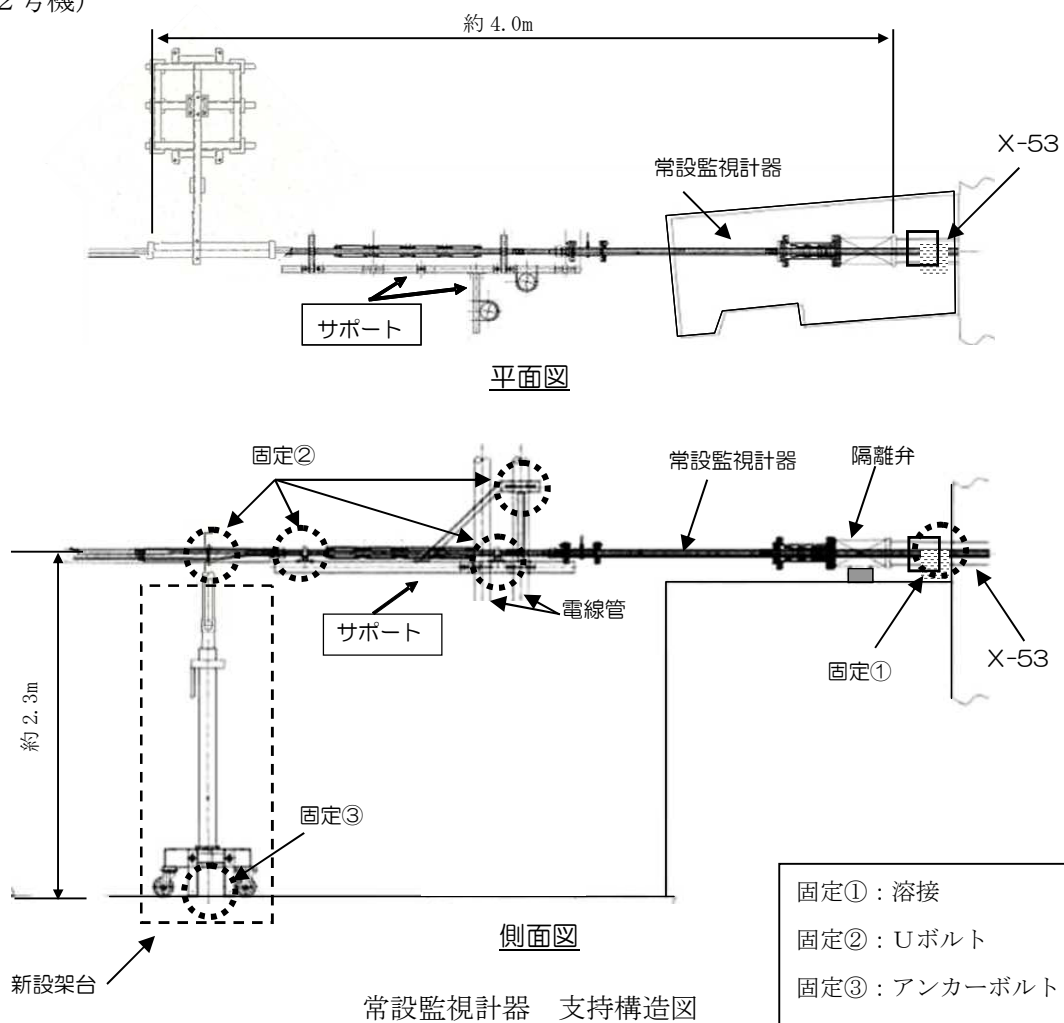 ２号機）
約 4.0m
X-53
常設監視計器
サポート
平面図
固定②
常設監視計器
隔離弁
サポート
電線管
固定①
X-53
約 2.3m
固定③
側面図
新設架台
固定①：溶接
固定②：Ｕボルト
固定③：アンカーボルト
常設監視計器　支持構造図